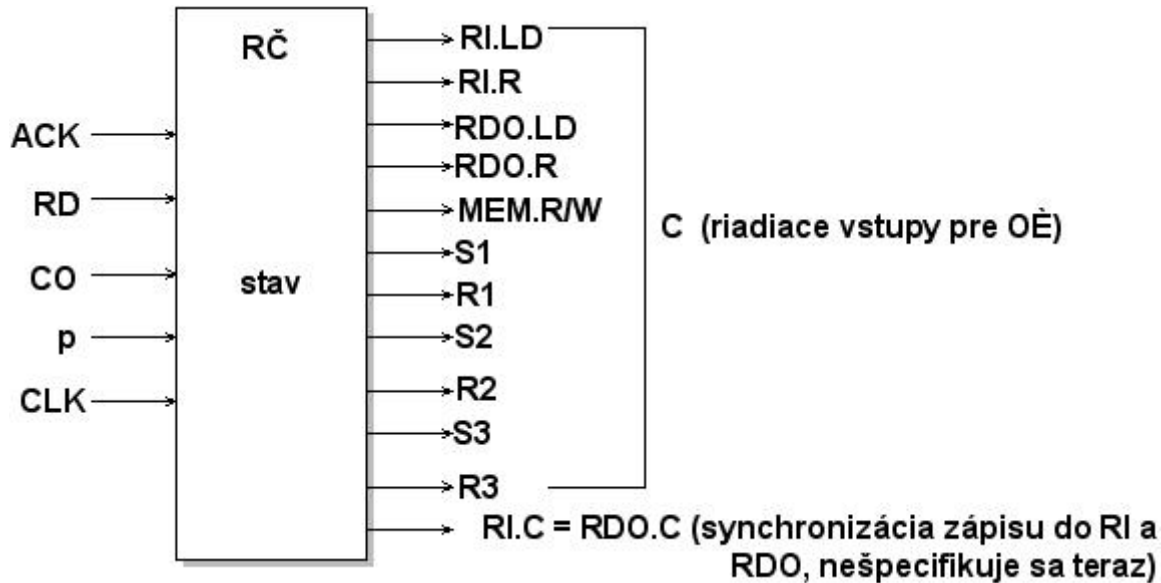 RČ
stav
ACK
RD
CO
p
CLK
RI.LD
RI.R
RDO.LD
RDO.R
MEM.R/W
S1
R1
S2
R2
S3
R3
C (riadiace vstupy pre OÈ)
RI.C = RDO.C (synchronizácia zápisu do RI a
RDO, nešpecifikuje sa teraz)